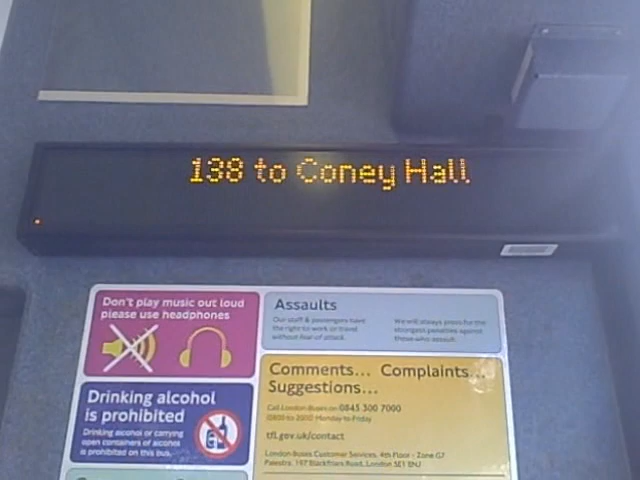 138 to Coney Hall
Don't play music out loud
please use headphones
Assaults
Our staff & passengers have
the right to work or travel
without fear of attack.
We will always press for the
strongest penalties against
those who assault.
Drinking alcohol
is prohibited
Drinking alcohol or carrying
open containers of alcohol
is prohibited on this bus.
Comments... Complaints...
Suggestions...
Call London Buses on 0845 300 7000
(0800 to 2000) Monday to Friday
tfl.gov.uk/contact
London Buses Customer Services, 4th Floor - Zone G7
Palestra, 197 Blackfriars Road, London SE1 8NJ